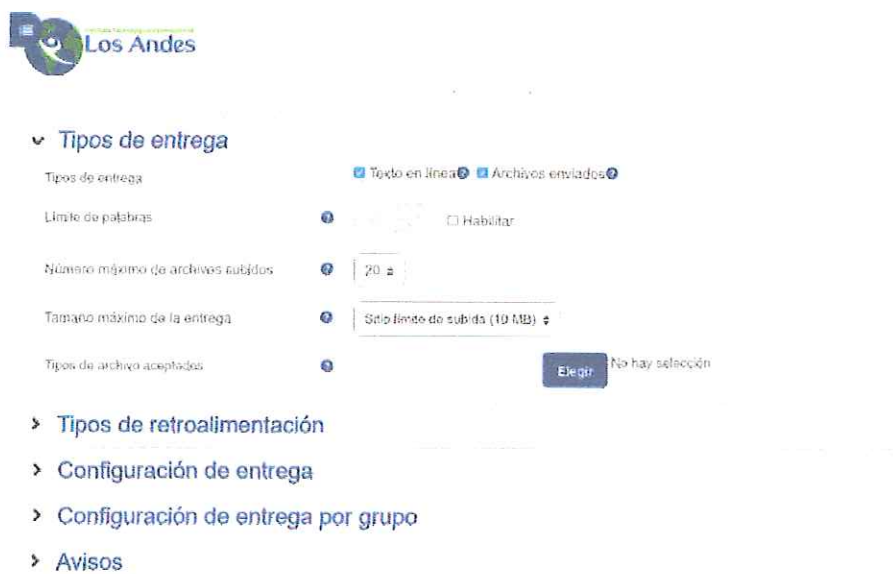 Los Andes
Tipos de entrega
Tipos de entrega Texto en línea Archivos enviados
Límite de palabras Habilitar
Número máximo de archivos subidos 20
Tamaño máximo de la entrega Sitio límite de subida (10 MB)
Tipos de archivo aceptados Elegir No hay selección
Tipos de retroalimentación
Configuración de entrega
Configuración de entrega por grupo
Avisos